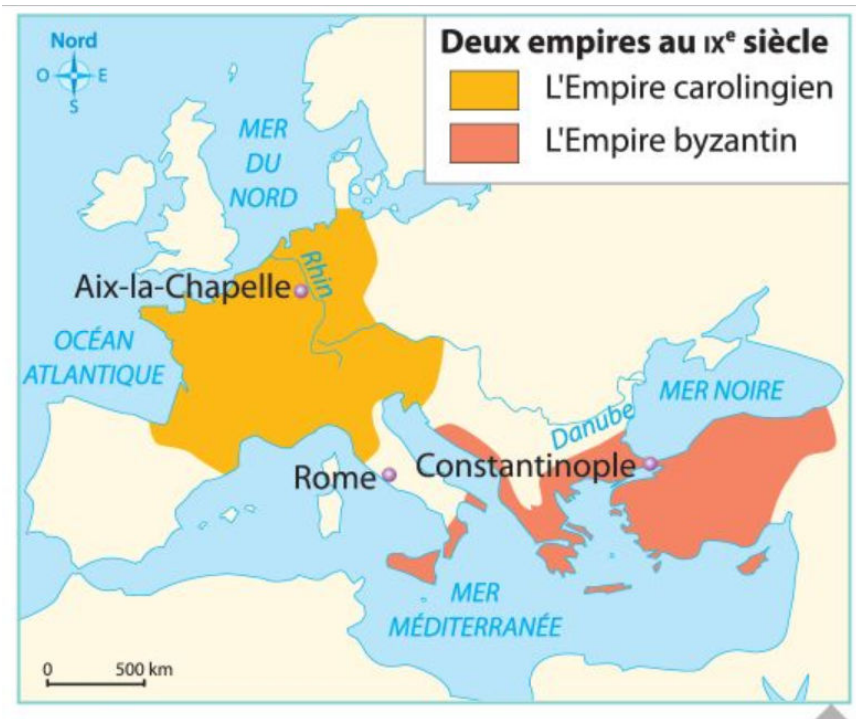 Deux empires au IXe siècle
L'Empire carolingien
L'Empire byzantin
Nord
O
E
S
MER
DU
NORD
Rhin
Aix-la-Chapelle
OCÉAN
ATLANTIQUE
MER NOIRE
Danube
Constantinople
Rome
MER
MÉDITERRANÉE
0 500 km